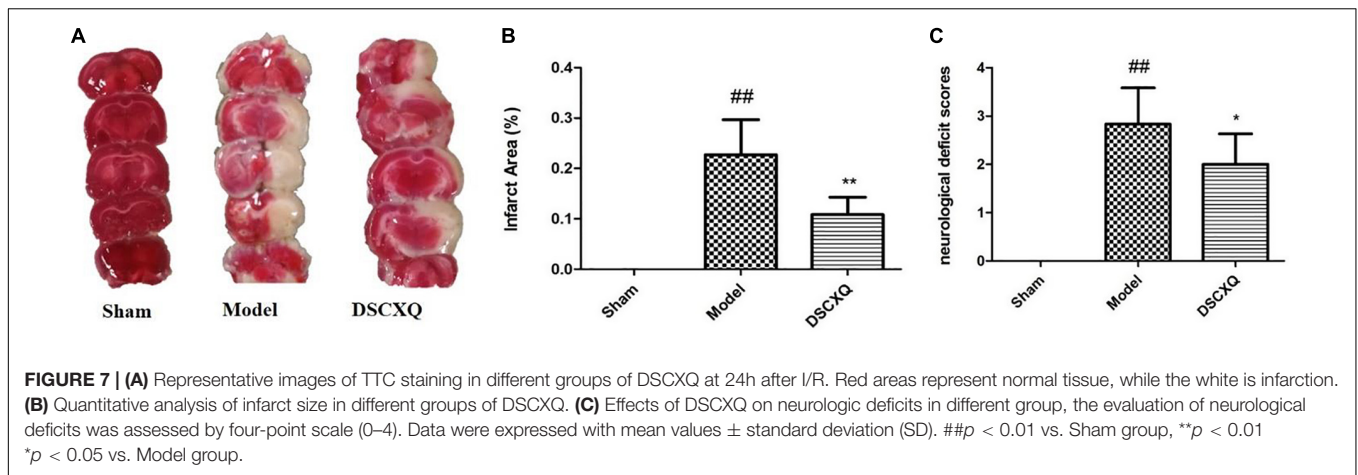 A
Sham Model DSCXQ
B
Infarct Area (%)
0.4
0.3
0.2
0.1
0.0
##
**
Sham Model DSCXQ
C
neurological deficit scores
4
3
2
1
0
##
*
Sham Model DSCXQ
FIGURE 7 | (A) Representative images of TTC staining in different groups of DSCXQ at 24h after I/R. Red areas represent normal tissue, while the white is infarction.
(B) Quantitative analysis of infarct size in different groups of DSCXQ. (C) Effects of DSCXQ on neurologic deficits in different group, the evaluation of neurological
deficits was assessed by four-point scale (0–4). Data were expressed with mean values ± standard deviation (SD). ##p < 0.01 vs. Sham group, **p < 0.01
*p < 0.05 vs. Model group.